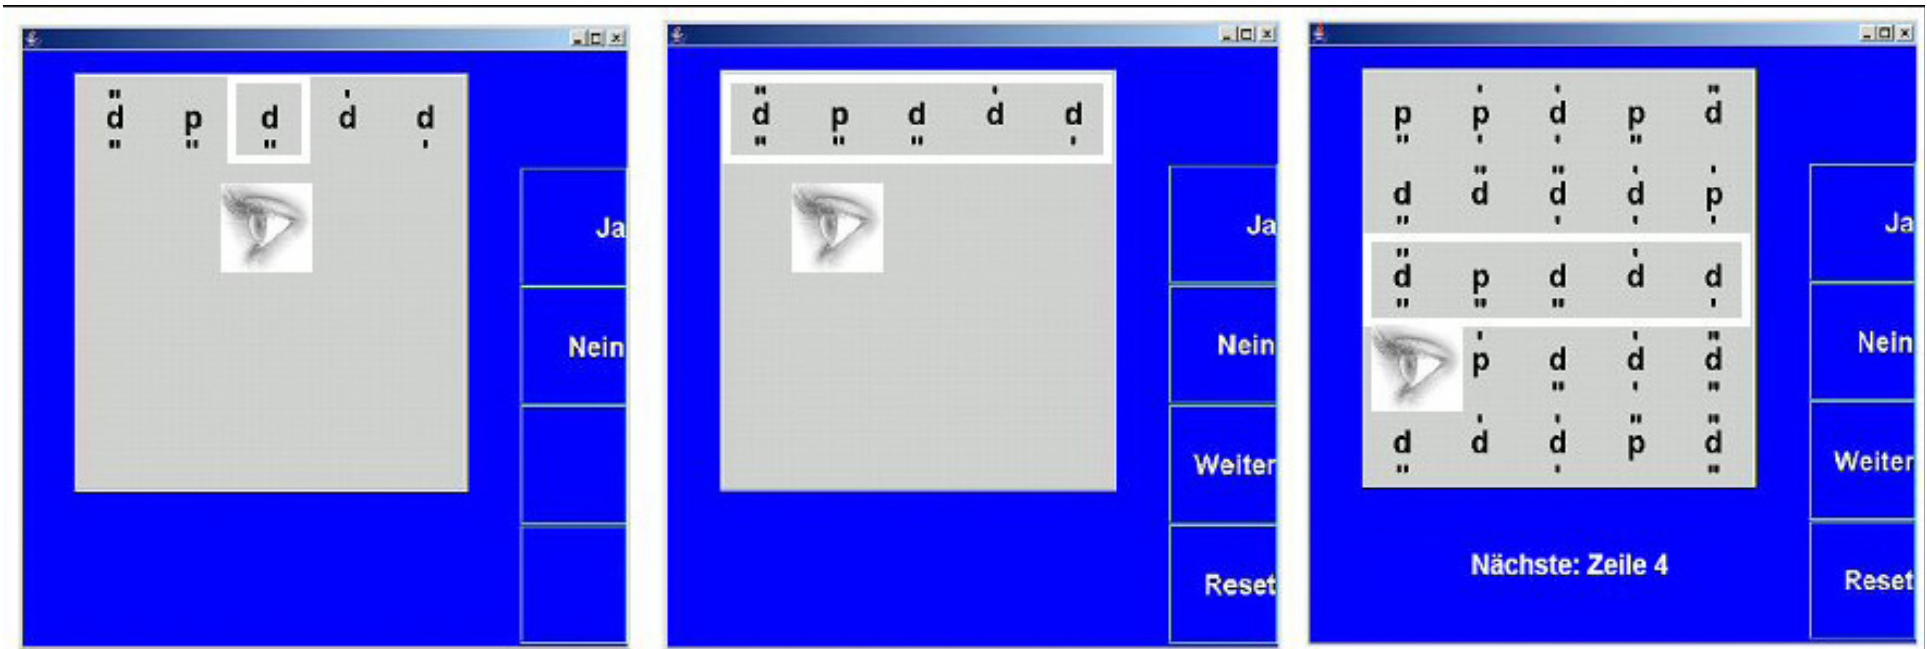 " ' 
d p d d d
" " " '
Ja
Nein
" '
d p d d d
" " " '
Ja
Nein
Weiter
Reset
' ' "
p p d p d
" ' ' "
" " ' '
d d d d p
" ' ' '
" '
d p d d d
" " " '
' ' "
p d d d
" ' "
' ' " "
d d d p d
" ' "
Ja
Nein
Weiter
Reset
Nächste: Zeile 4